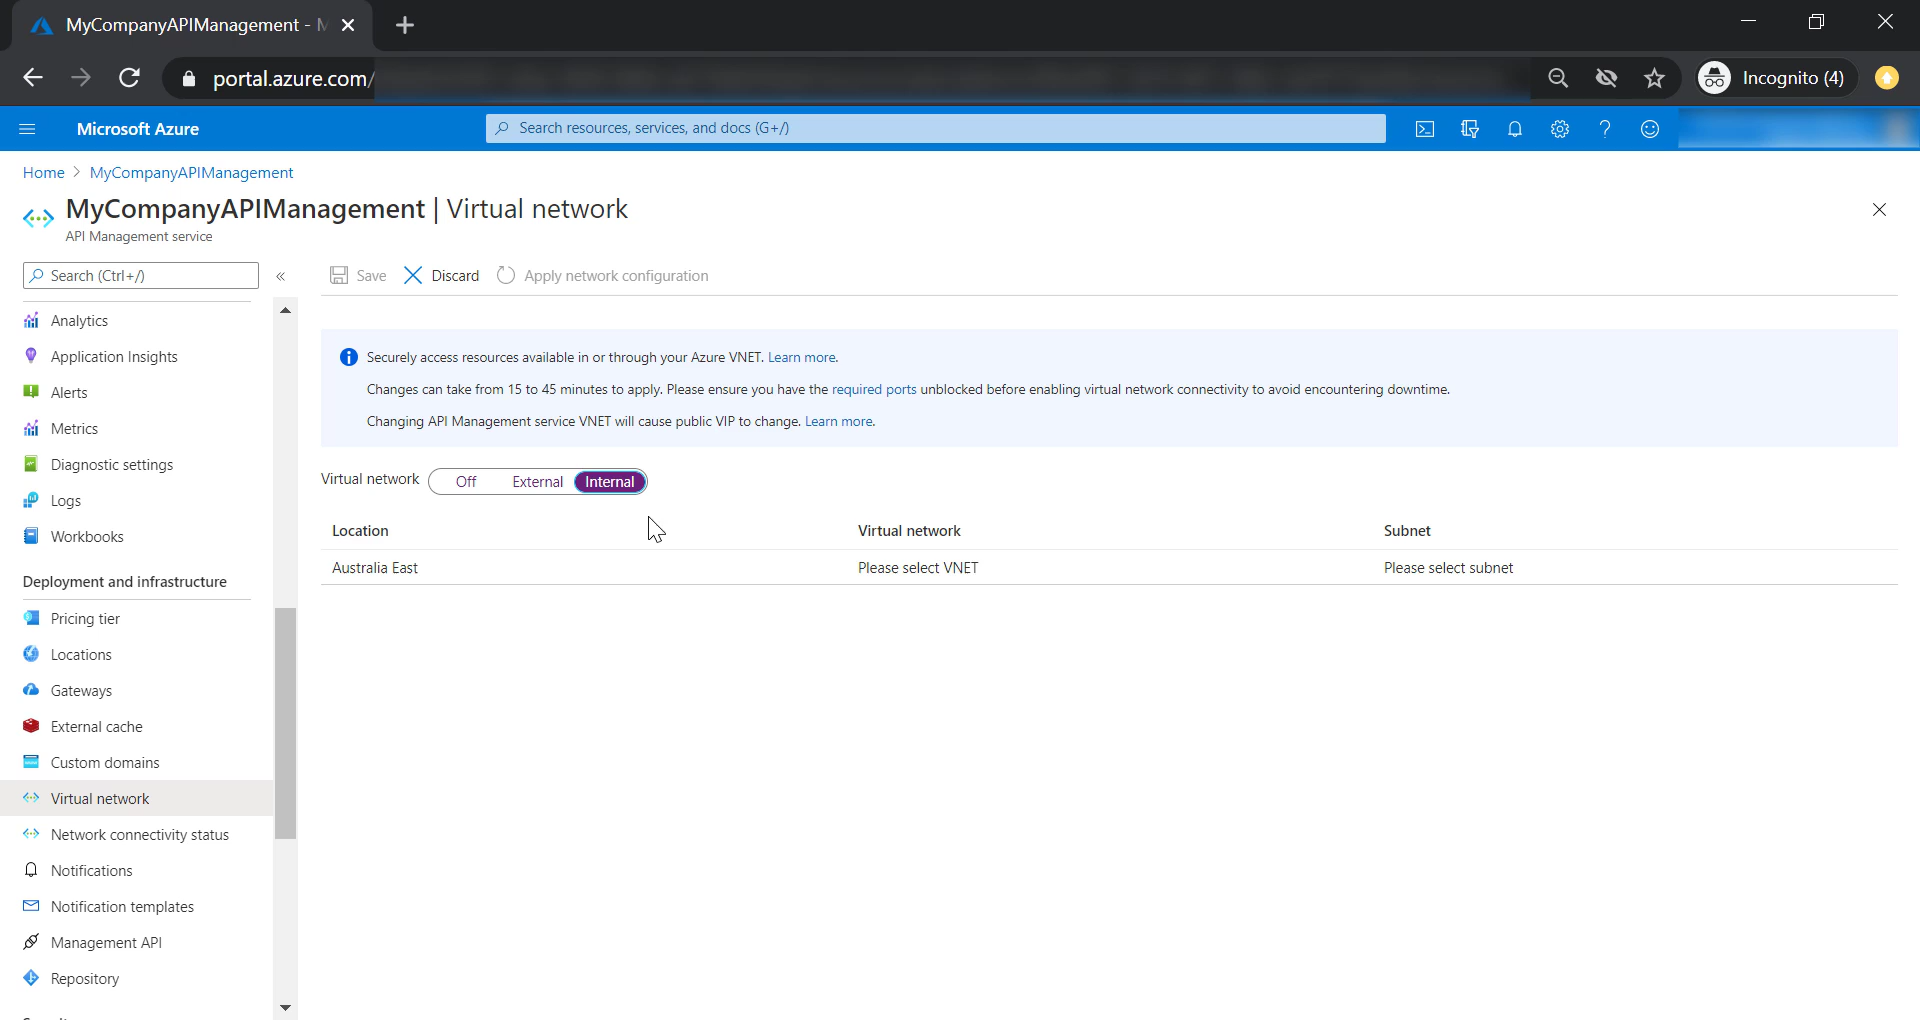 MyCompanyAPIManagement -
portal.azure.com/
Incognito (4)
Microsoft Azure
Search resources, services, and docs (G+/)
Home > MyCompanyAPIManagement
MyCompanyAPIManagement | Virtual network
API Management service
Search (Ctrl+/)
«
Save
Discard
Apply network configuration
Analytics
Application Insights
Alerts
Metrics
Diagnostic settings
Logs
Workbooks
Deployment and infrastructure
Pricing tier
Locations
Gateways
External cache
Custom domains
Virtual network
Network connectivity status
Notifications
Notification templates
Management API
Repository
Securely access resources available in or through your Azure VNET. Learn more.
Changes can take from 15 to 45 minutes to apply. Please ensure you have the required ports unblocked before enabling virtual network connectivity to avoid encountering downtime.
Changing API Management service VNET will cause public VIP to change. Learn more.
Virtual network Off External Internal
Location Virtual network Subnet
Australia East Please select VNET Please select subnet